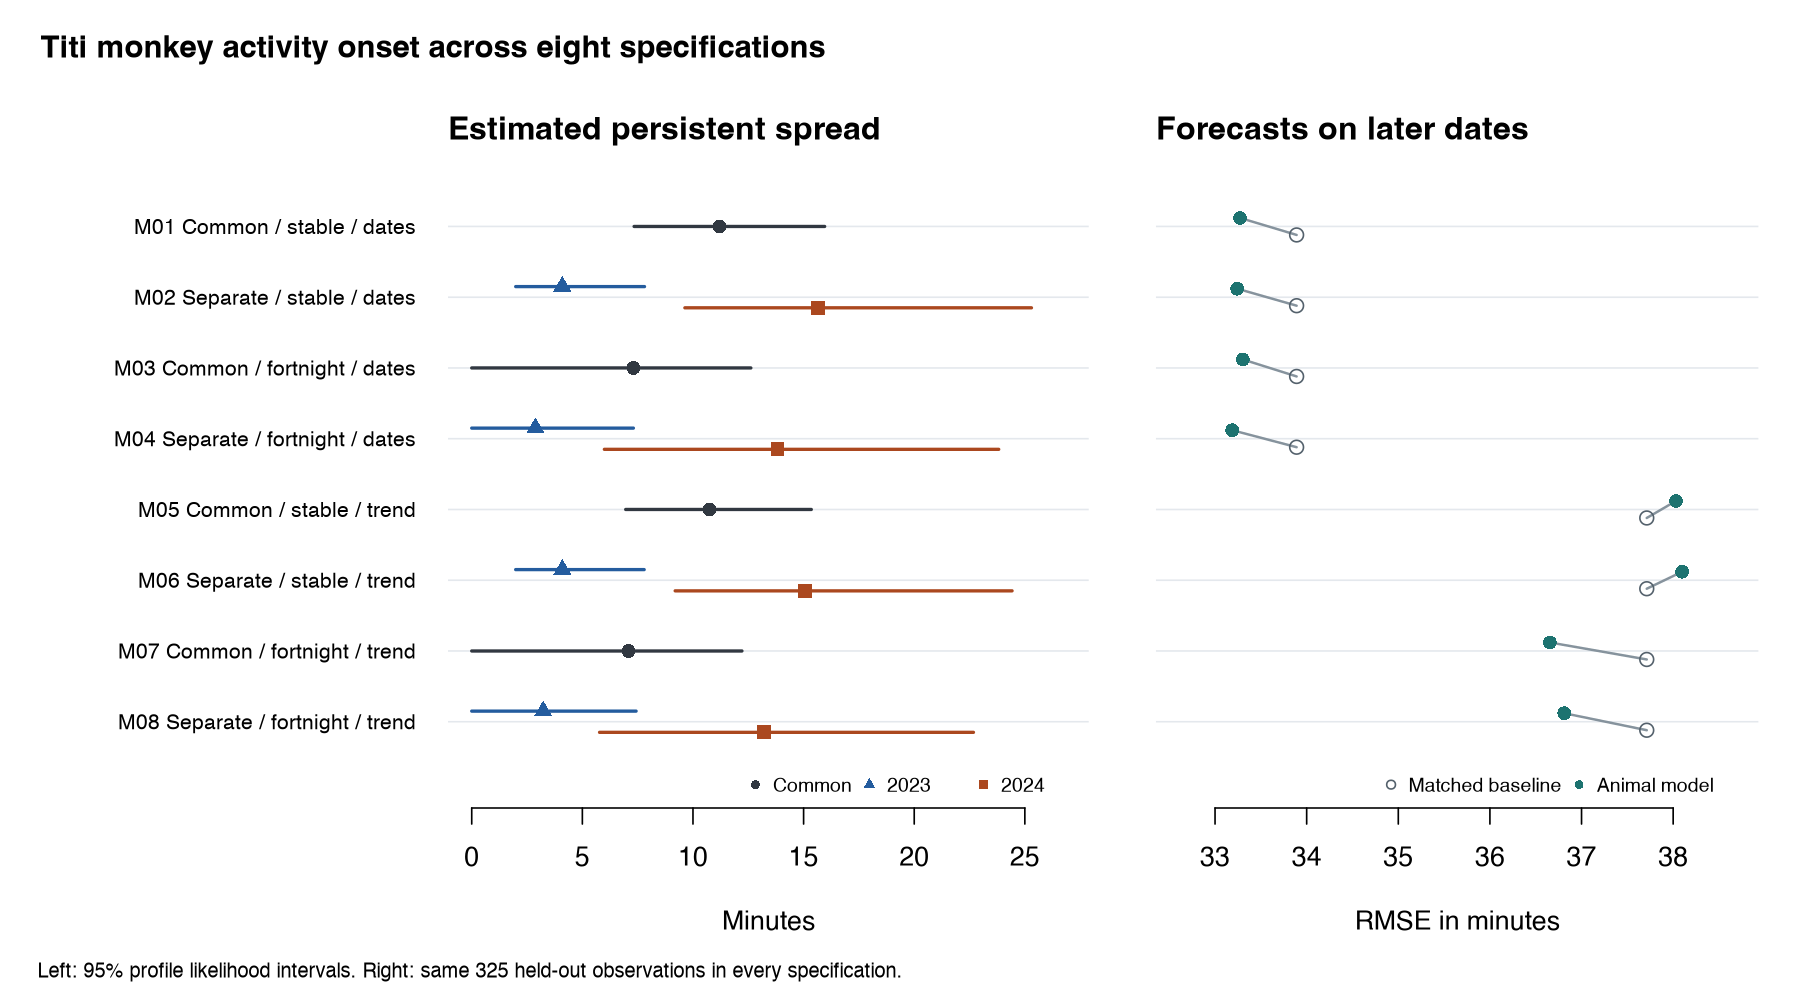 Titi monkey activity onset across eight specifications
Estimated persistent spread
Forecasts on later dates
M01 Common / stable / dates
M02 Separate / stable / dates
M03 Common / fortnight / dates
M04 Separate / fortnight / dates
M05 Common / stable / trend
M06 Separate / stable / trend
M07 Common / fortnight / trend
M08 Separate / fortnight / trend
Common 2023 2024
Matched baseline Animal model
0 5 10 15 20 25
33 34 35 36 37 38
Minutes
RMSE in minutes
Left: 95% profile likelihood intervals. Right: same 325 held-out observations in every specification.